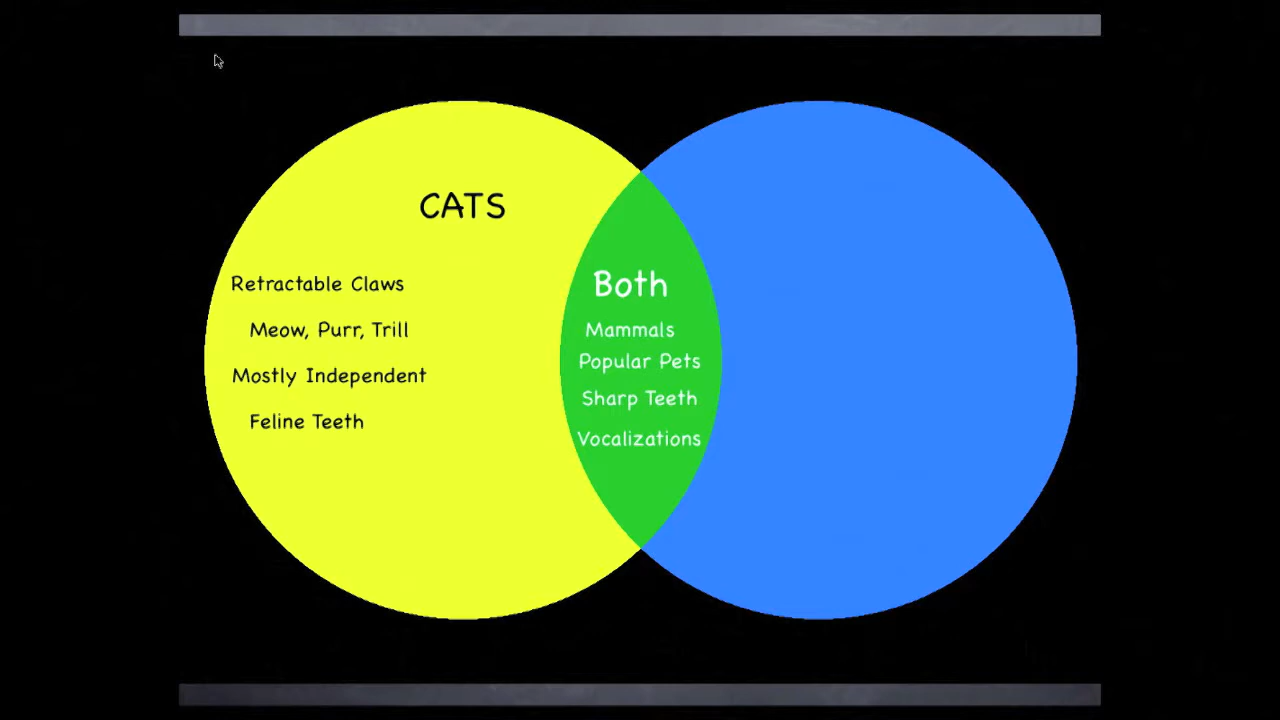 CATS
Retractable Claws
Meow, Purr, Trill
Mostly Independent
Feline Teeth
Both
Mammals
Popular Pets
Sharp Teeth
Vocalizations